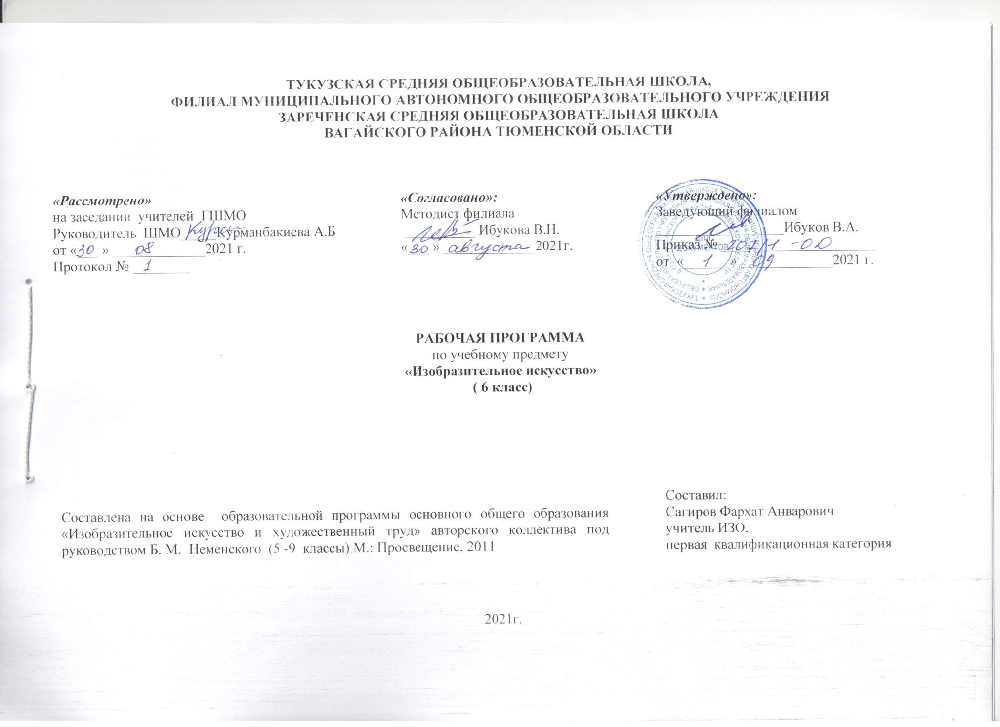 ТУКУЗСКАЯ СРЕДНЯЯ ОБЩЕОБРАЗОВАТЕЛЬНАЯ ШКОЛА,
ФИЛИАЛ МУНИЦИПАЛЬНОГО АВТОНОМНОГО ОБЩЕОБРАЗОВАТЕЛЬНОГО УЧРЕЖДЕНИЯ
ЗАРЕЧЕНСКАЯ СРЕДНЯЯ ОБЩЕОБРАЗОВАТЕЛЬНАЯ ШКОЛА
ВАГАЙСКОГО РАЙОНА ТЮМЕНСКОЙ ОБЛАСТИ
«Рассмотрено»
на заседании учителей ГШМО
Руководитель ШМО Курманбакиева А.Б
от «30 » 08 2021 г.
Протокол № 1
«Согласовано»:
Методист филиала
Ибукова В.Н.
« 30 » августа 2021г.
«Утверждено»:
Заведующий филиалом
Ибуков В.А.
Приказ № 207/1 -ОД
от « 1 » 09 2021 г.
ДЛЯ
ДОКУМЕНТОВ
РАБОЧАЯ ПРОГРАММА
по учебному предмету
«Изобразительное искусство»
( 6 класс)
Составлена на основе образовательной программы основного общего образования
«Изобразительное искусство и художественный труд» авторского коллектива под
руководством Б. М. Неменского (5 -9 классы) М.: Просвещение, 2011
Составил:
Сагиров Фархат Анварович
учитель ИЗО,
первая квалификационная категория
2021г.